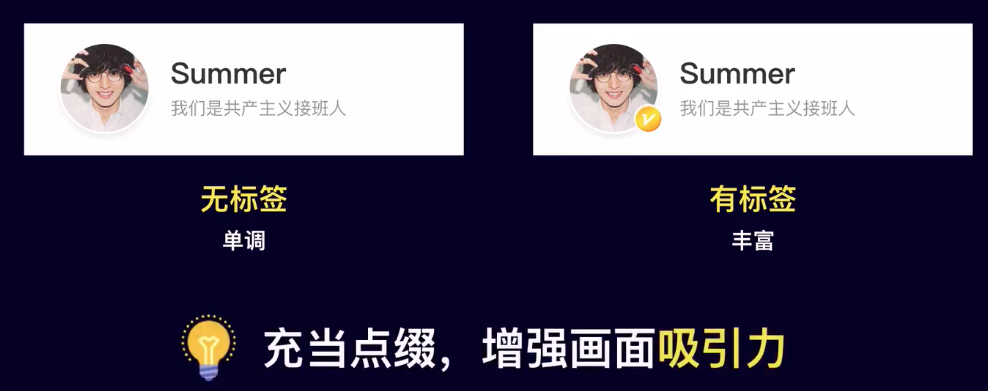 Summer
我们是共产主义接班人
Summer
我们是共产主义接班人
V
无标签
单调
有标签
丰富
充当点缀，增强画面吸引力